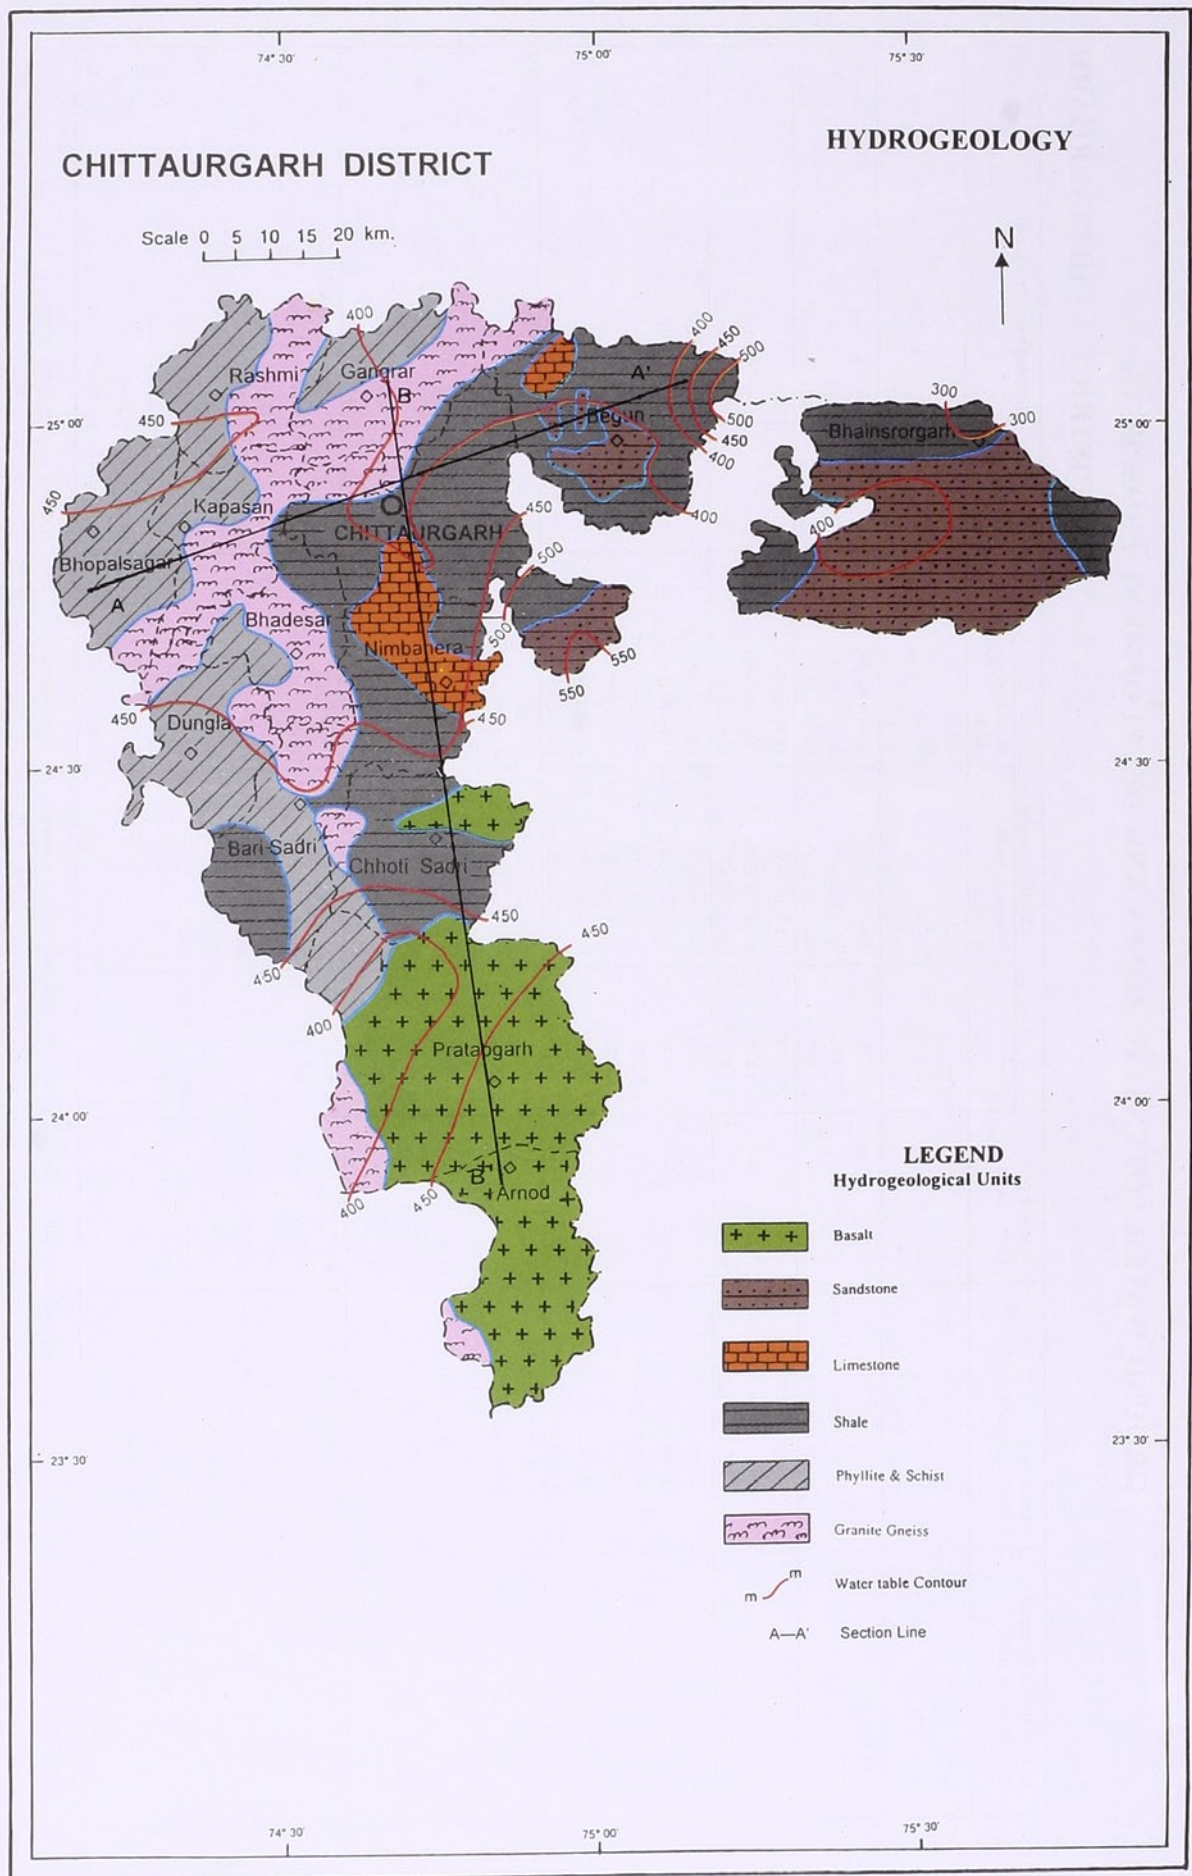 74° 30'
75° 00'
75° 30'
HYDROGEOLOGY
CHITTAURGARH DISTRICT
Scale 0 5 10 15 20 km.
N
400
400
450
500
Rashmi
Gangrar
A'
B
300
450
Begun
500
300
25° 00'
450
25° 00'
400
Bhainsrorgarh
450
Kapasan
450
400
400
CHITTAURGARH
500
Bhopalsagar
A
Bhadesar
500
Nimbahera
550
550
450
Dungla
450
24° 30'
24° 30'
Bari Sadri
Chhoti Sadri
450
450
450
400
Pratapgarh
24° 00'
24° 00'
B'
400
450
Arnod
LEGEND
Hydrogeological Units
Basalt
Sandstone
Limestone
Shale
23° 30'
23° 30'
Phyllite & Schist
Granite Gneiss
m
m
Water table Contour
A—A'
Section Line
74° 30'
75° 00'
75° 30'